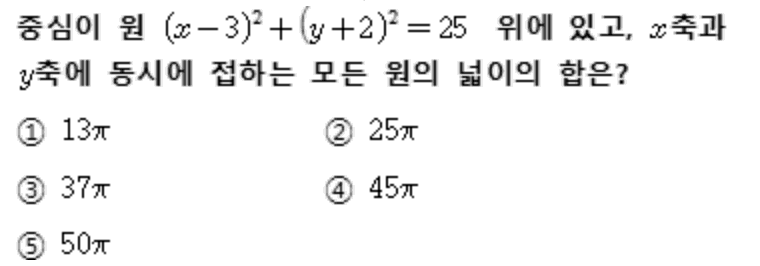 중심이 원 (x-3)²+(y+2)²=25 위에 있고, x축과
y축에 동시에 접하는 모든 원의 넓이의 합은?
① 13π ② 25π
③ 37π ④ 45π
⑤ 50π